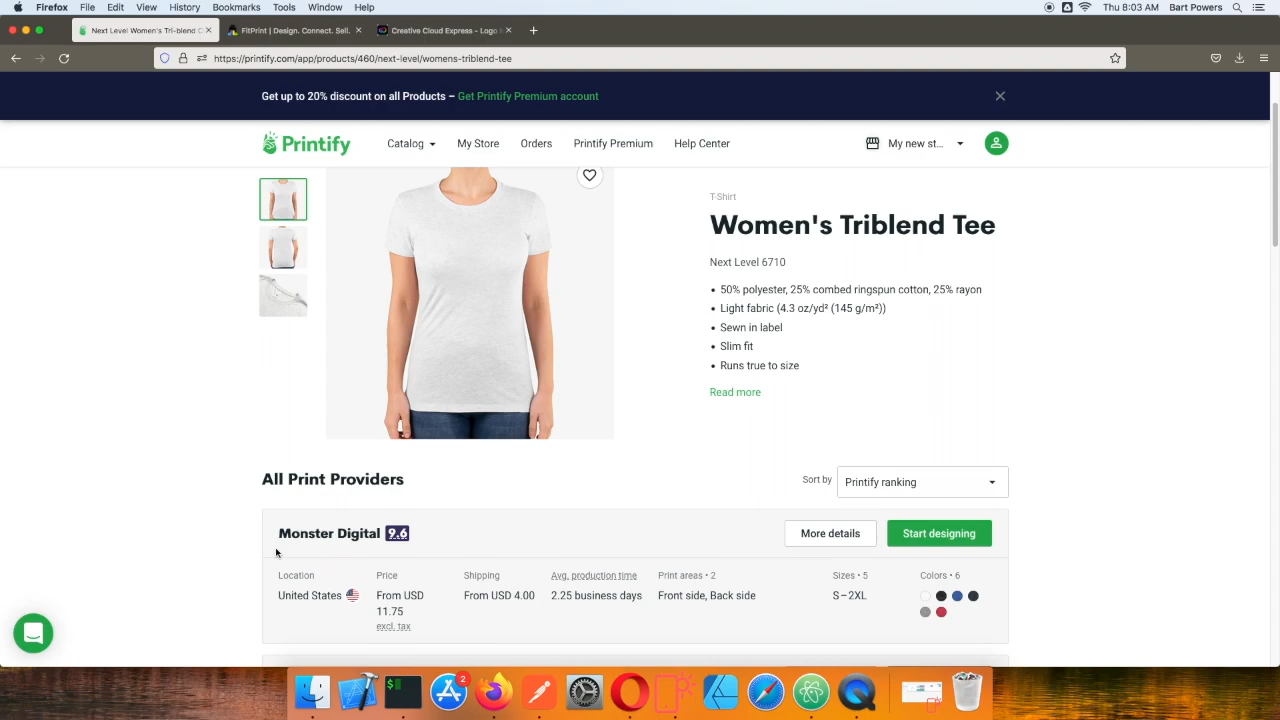 Firefox File Edit View History Bookmarks Tools Window Help Thu 8:03 AM Bart Powers
Next Level Women's Tri-blend C FitPrint | Design. Connect. Sell. Creative Cloud Express - Logo
https://printify.com/app/products/460/next-level/womens-triblend-tee
Get up to 20% discount on all Products – Get Printify Premium account
Printify Catalog My Store Orders Printify Premium Help Center My new st...
T-Shirt
Women's Triblend Tee
Next Level 6710
• 50% polyester, 25% combed ringspun cotton, 25% rayon
• Light fabric (4.3 oz/yd² (145 g/m²))
• Sewn in label
• Slim fit
• Runs true to size
Read more
All Print Providers Sort by Printify ranking
Monster Digital 9.6 More details Start designing
Location Price Shipping Avg. production time Print areas • 2 Sizes • 5 Colors • 6
United States From USD From USD 4.00 2.25 business days Front side, Back side S–2XL
11.75
excl. tax
2